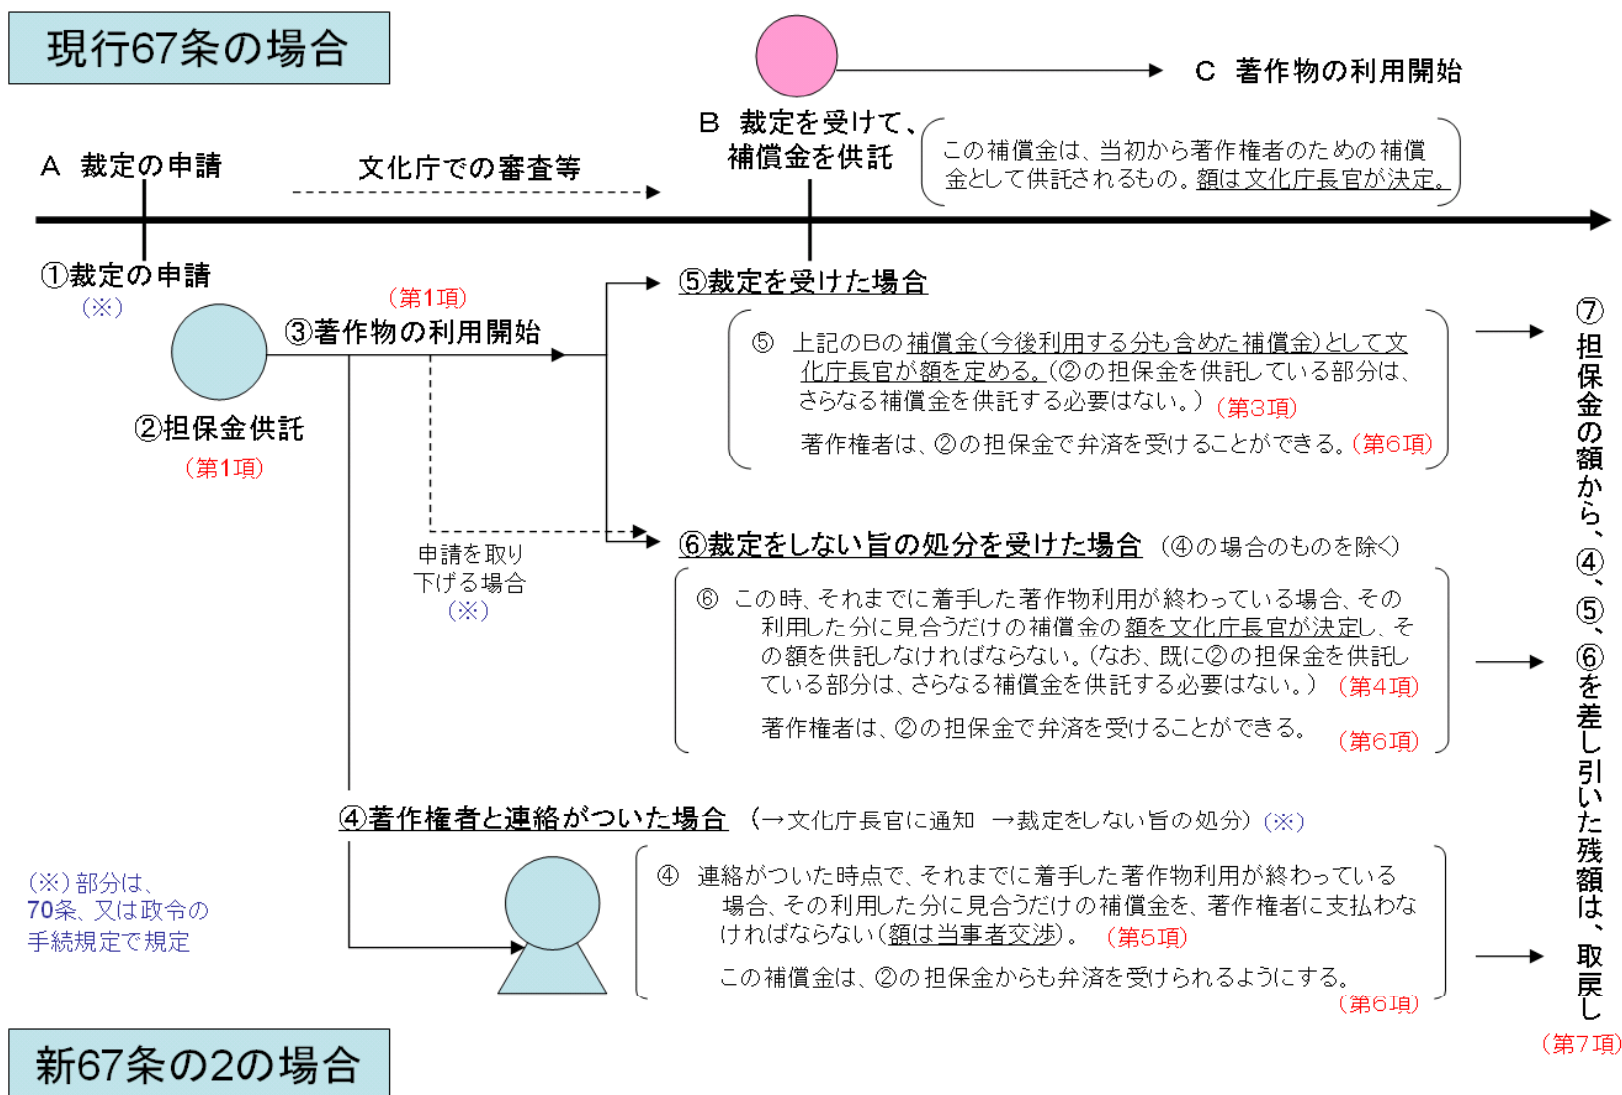 現行67条の場合
C 著作物の利用開始
B 裁定を受けて、
補償金を供託
この補償金は、当初から著作権者のための補償
金として供託されるもの。額は文化庁長官が決定。
A 裁定の申請
文化庁での審査等
①裁定の申請
(※)
(第1項)
③著作物の利用開始
②担保金供託
(第1項)
⑤裁定を受けた場合
⑤ 上記のBの補償金(今後利用する分も含めた補償金)として文
化庁長官が額を定める。(②の担保金を供託している部分は、
さらなる補償金を供託する必要はない。) (第3項)
著作権者は、②の担保金で弁済を受けることができる。(第6項)
申請を取り
下げる場合
(※)
⑥裁定をしない旨の処分を受けた場合 (④の場合のものを除く)
⑥ この時、それまでに着手した著作物利用が終わっている場合、その
利用した分に見合うだけの補償金の額を文化庁長官が決定し、そ
の額を供託しなければならない。(なお、既に②の担保金を供託し
ている部分は、さらなる補償金を供託する必要はない。) (第4項)
著作権者は、②の担保金で弁済を受けることができる。 (第6項)
④著作権者と連絡がついた場合 (→文化庁長官に通知 →裁定をしない旨の処分) (※)
④ 連絡がついた時点で、それまでに着手した著作物利用が終わっている
場合、その利用した分に見合うだけの補償金を、著作権者に支払わな
ければならない(額は当事者交渉)。 (第5項)
この補償金は、②の担保金からも弁済を受けられるようにする。
(第6項)
⑦担保金の額から、④、⑤、⑥を差し引いた残額は、取戻し
(第7項)
(※)部分は、
70条、又は政令の
手続規定で規定
新67条の2の場合